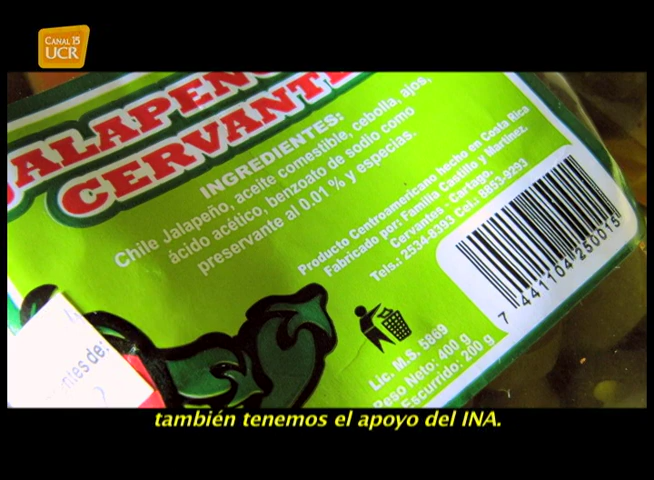 CANAL 15
UCR
JALAPEÑO
CERVANTE
INGREDIENTES:
Chile Jalapeño, aceite comestible, cebolla, ajos,
ácido acético, benzoato de sodio como
preservante al 0,01 % y especias.
Producto Centroamericano hecho en Costa Rica
Fabricado por: Familia Castillo y Martínez.
Cervantes - Cartago.
Tels.: 2534-8393 Cel.: 8853-9293
7 441104 250015
Lic. M.S. 5869
Peso Neto: 400 g
Escurrido: 200 g
de:
también tenemos el apoyo del INA.